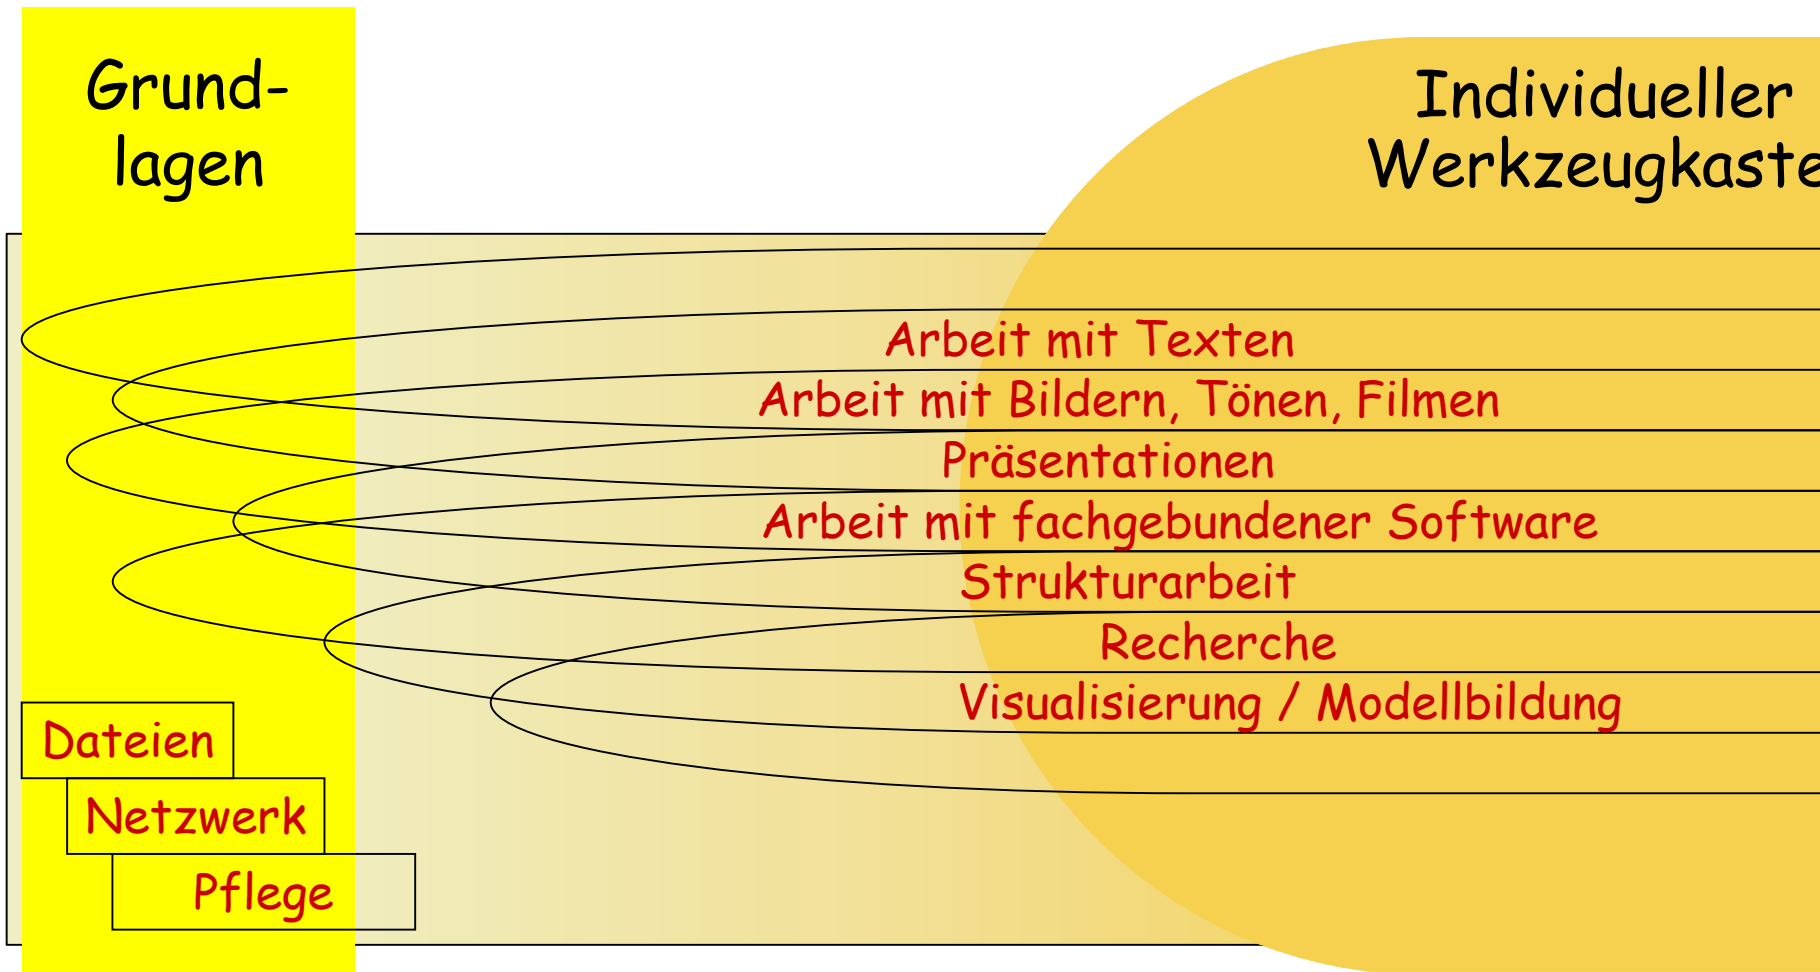 Grund-
lagen
Individueller
Werkzeugkaste
Arbeit mit Texten
Arbeit mit Bildern, Tönen, Filmen
Präsentationen
Arbeit mit fachgebundener Software
Strukturarbeit
Recherche
Visualisierung / Modellbildung
Dateien
Netzwerk
Pflege